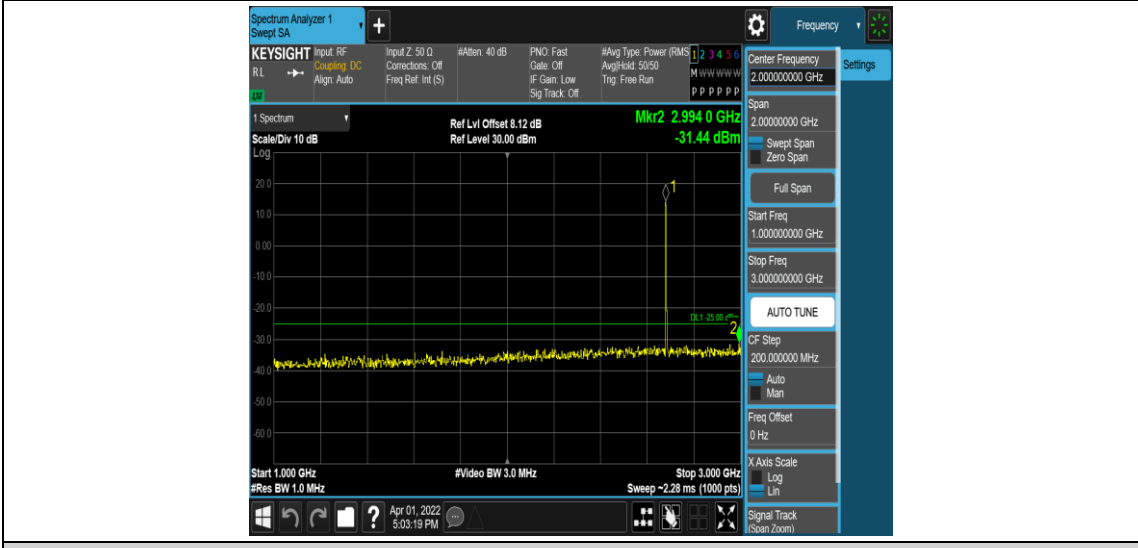 Spectrum Analyzer 1
Swept SA
+
Frequency
KEYSIGHT
RL
LXI
Input: RF
Coupling: DC
Align: Auto
Input Z: 50 Ω
Corrections: Off
Freq Ref: Int (S)
#Atten: 40 dB
PNO: Fast
Gate: Off
IF Gain: Low
Sig Track: Off
#Avg Type: Power (RMS
Avg|Hold: 50/50
Trig: Free Run
1 2 3 4 5 6
M W W W W W
P P P P P P
1 Spectrum
Scale/Div 10 dB
Log
Ref Lvl Offset 8.12 dB
Ref Level 30.00 dBm
Mkr2 2.994 0 GHz
-31.44 dBm
20.0
10.0
0.00
-10.0
-20.0
-30.0
-40.0
-50.0
-60.0
1
DL1 -25.00 dBm
2
Start 1.000 GHz
#Res BW 1.0 MHz
#Video BW 3.0 MHz
Stop 3.000 GHz
Sweep ~2.28 ms (1000 pts)
?
Apr 01, 2022
5:03:19 PM
Center Frequency
2.000000000 GHz
Settings
Span
2.00000000 GHz
Swept Span
Zero Span
Full Span
Start Freq
1.000000000 GHz
Stop Freq
3.000000000 GHz
AUTO TUNE
CF Step
200.000000 MHz
Auto
Man
Freq Offset
0 Hz
X Axis Scale
Log
Lin
Signal Track
(Span Zoom)